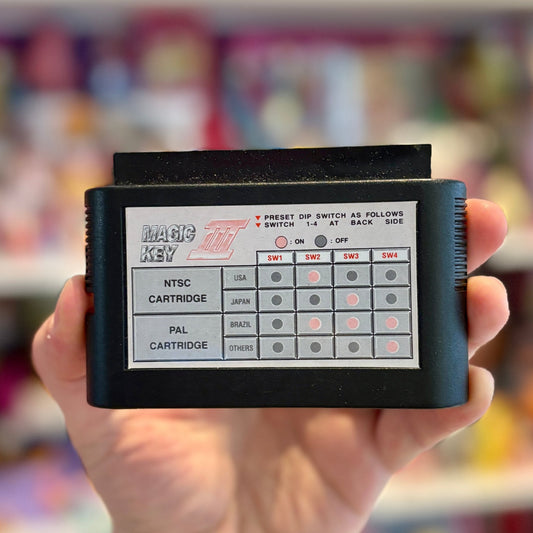 MAGIC
KEY III
▼ PRESET DIP SWITCH AS FOLLOWS
▼ SWITCH 1-4 AT BACK SIDE
: ON : OFF
SW1 SW2 SW3 SW4
NTSC
CARTRIDGE
USA
JAPAN
PAL
CARTRIDGE
BRAZIL
OTHERS